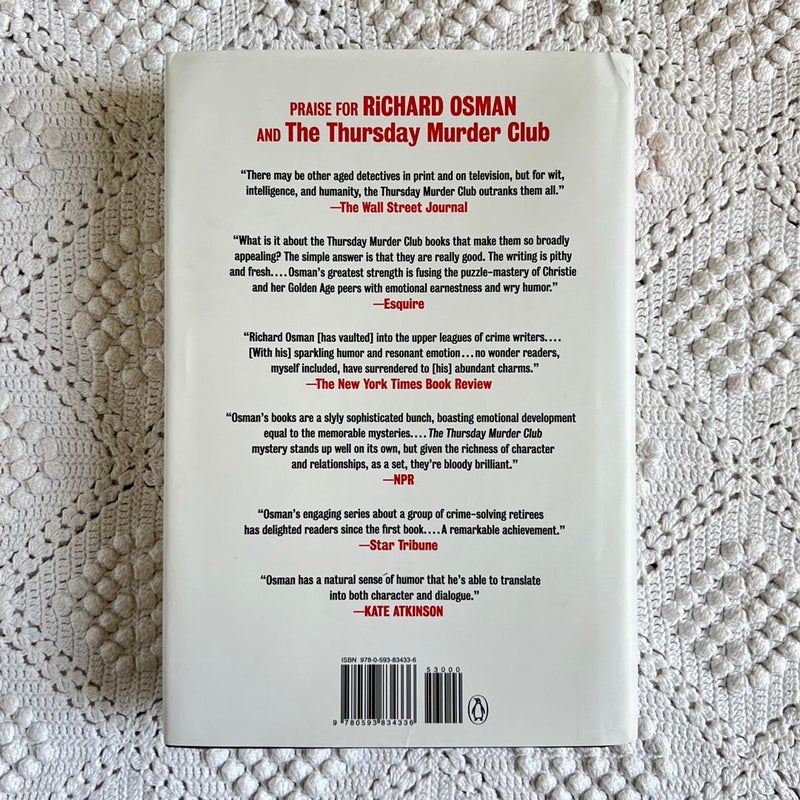 PRAISE FOR RiCHARD OSMAN
AND The Thursday Murder Club
“There may be other aged detectives in print and on television, but for wit,
intelligence, and humanity, the Thursday Murder Club outranks them all.”
—The Wall Street Journal
“What is it about the Thursday Murder Club books that make them so broadly
appealing? The simple answer is that they are really good. The writing is pithy
and fresh.... Osman’s greatest strength is fusing the puzzle-mastery of Christie
and her Golden Age peers with emotional earnestness and wry humor.”
—Esquire
“Richard Osman [has vaulted] into the upper leagues of crime writers....
[With his] sparkling humor and resonant emotion...no wonder readers,
myself included, have surrendered to [his] abundant charms.”
—The New York Times Book Review
“Osman’s books are a slyly sophisticated bunch, boasting emotional development
equal to the memorable mysteries.... The Thursday Murder Club
mystery stands up well on its own, but given the richness of character
and relationships, as a set, they’re bloody brilliant.”
—NPR
“Osman’s engaging series about a group of crime-solving retirees
has delighted readers since the first book.... A remarkable achievement.”
—Star Tribune
“Osman has a natural sense of humor that he’s able to translate
into both character and dialogue.”
—KATE ATKINSON
ISBN 978-0-593-83433-6
53000
9 780593 834336